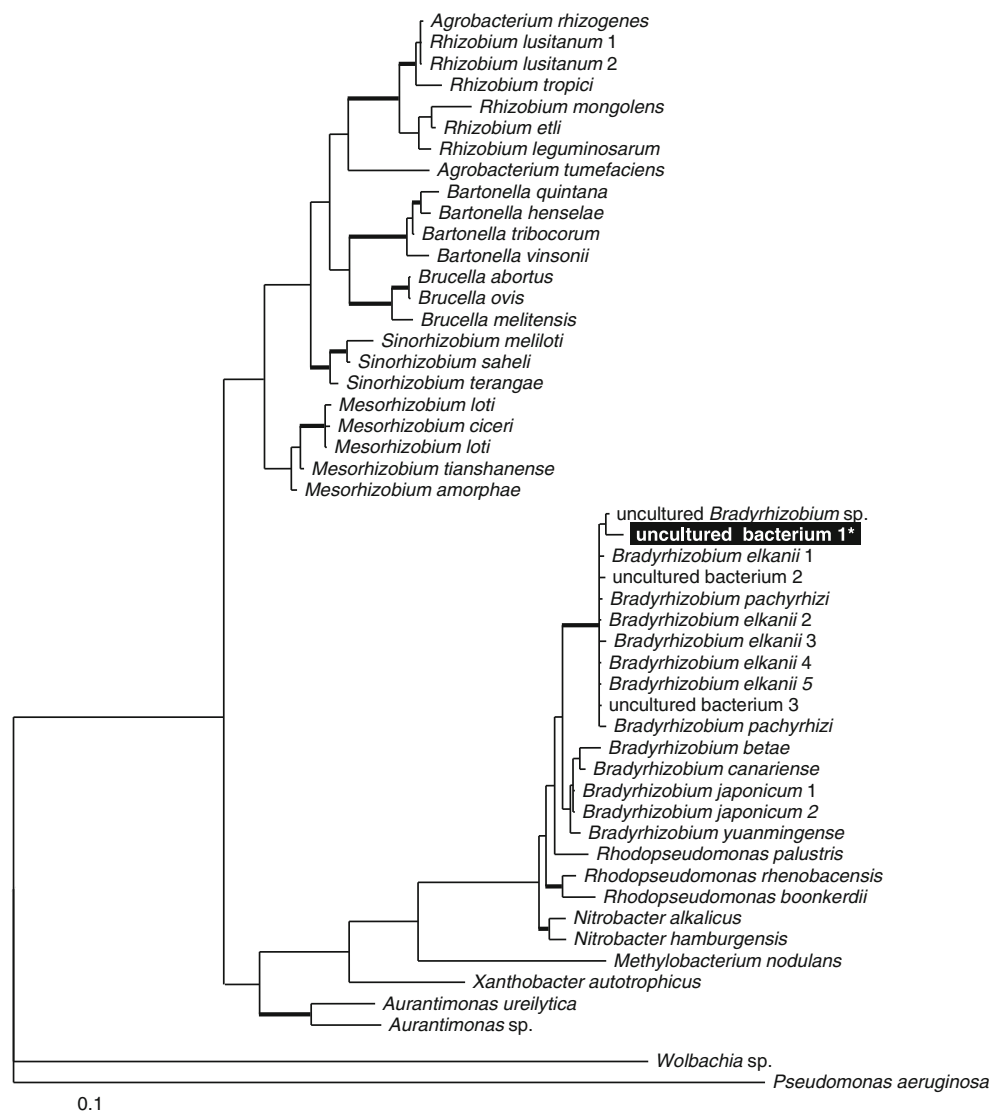 Agrobacterium rhizogenes
Rhizobium lusitanum 1
Rhizobium lusitanum 2
Rhizobium tropici
Rhizobium mongolens
Rhizobium etli
Rhizobium leguminosarum
Agrobacterium tumefaciens
Bartonella quintana
Bartonella henselae
Bartonella tribocorum
Bartonella vinsonii
Brucella abortus
Brucella ovis
Brucella melitensis
Sinorhizobium meliloti
Sinorhizobium saheli
Sinorhizobium terangae
Mesorhizobium loti
Mesorhizobium ciceri
Mesorhizobium loti
Mesorhizobium tianshanense
Mesorhizobium amorphae
uncultured Bradyrhizobium sp.
uncultured bacterium 1*
Bradyrhizobium elkanii 1
uncultured bacterium 2
Bradyrhizobium pachyrhizi
Bradyrhizobium elkanii 2
Bradyrhizobium elkanii 3
Bradyrhizobium elkanii 4
Bradyrhizobium elkanii 5
uncultured bacterium 3
Bradyrhizobium pachyrhizi
Bradyrhizobium betae
Bradyrhizobium canariense
Bradyrhizobium japonicum 1
Bradyrhizobium japonicum 2
Bradyrhizobium yuanmingense
Rhodopseudomonas palustris
Rhodopseudomonas rhenobacensis
Rhodopseudomonas boonkerdii
Nitrobacter alkalicus
Nitrobacter hamburgensis
Methylobacterium nodulans
Xanthobacter autotrophicus
Aurantimonas ureilytica
Aurantimonas sp.
Wolbachia sp.
Pseudomonas aeruginosa
0.1